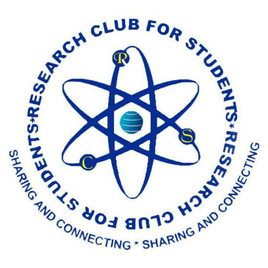 RESEARCH CLUB FOR STUDENTS*RESEARCH CLUB FOR STUDENTS*
SHARING AND CONNECTING * SHARING AND CONNECTING
R
S
C